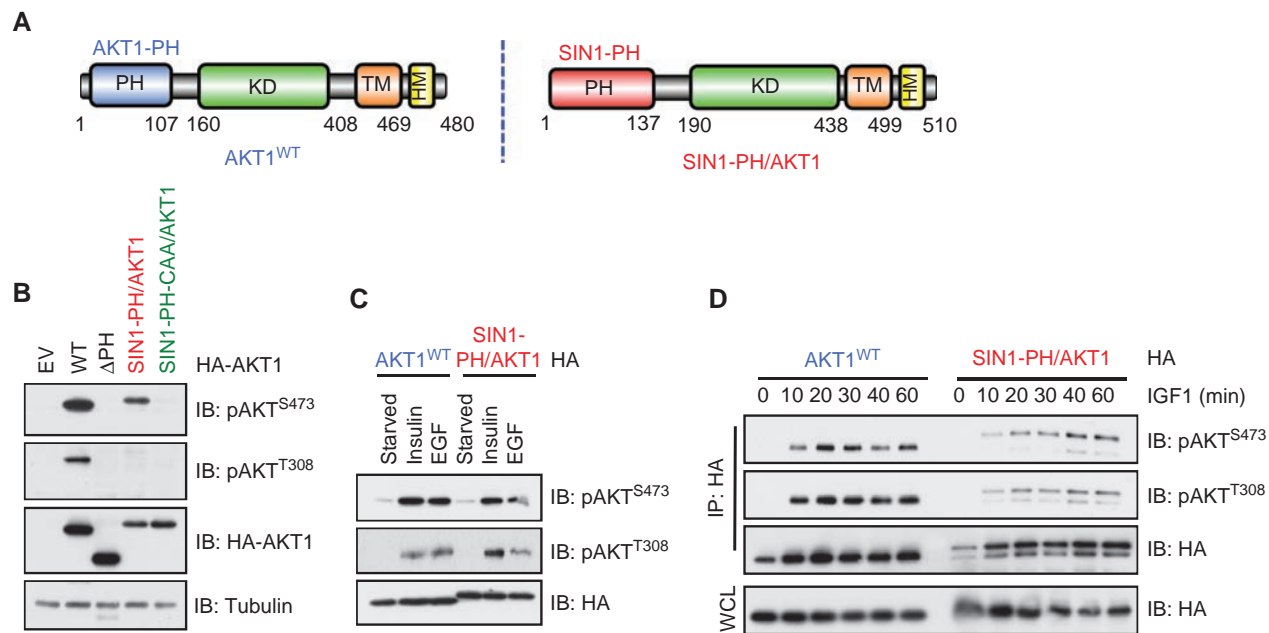 A
AKT1-PH
PH KD TM HM
1 107 160 408 469 480
AKT1WT
SIN1-PH
PH KD TM HM
1 137 190 438 499 510
SIN1-PH/AKT1
B
EV WT ΔPH SIN1-PH/AKT1 SIN1-PH-CAA/AKT1 HA-AKT1
IB: pAKTS473
IB: pAKTT308
IB: HA-AKT1
IB: Tubulin
C
AKT1WT SIN1-
PH/AKT1 HA
Starved Insulin EGF Starved Insulin EGF
IB: pAKTS473
IB: pAKTT308
IB: HA
D
AKT1WT SIN1-PH/AKT1 HA
0 10 20 30 40 60 0 10 20 30 40 60 IGF1 (min)
IP: HA
IB: pAKTS473
IB: pAKTT308
IB: HA
WCL
IB: HA